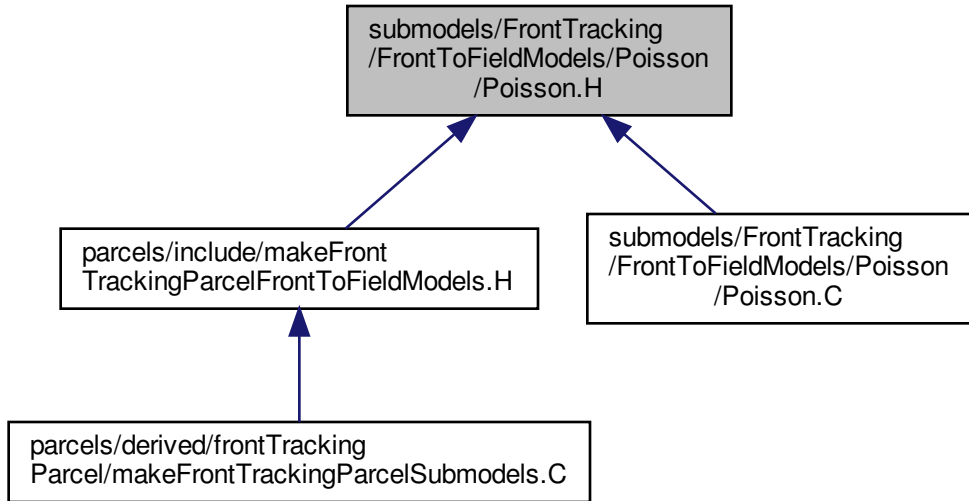 submodels/FrontTracking
/FrontToFieldModels/Poisson
/Poisson.H
parcels/include/makeFront
TrackingParcelFrontToFieldModels.H
submodels/FrontTracking
/FrontToFieldModels/Poisson
/Poisson.C
parcels/derived/frontTracking
Parcel/makeFrontTrackingParcelSubmodels.C